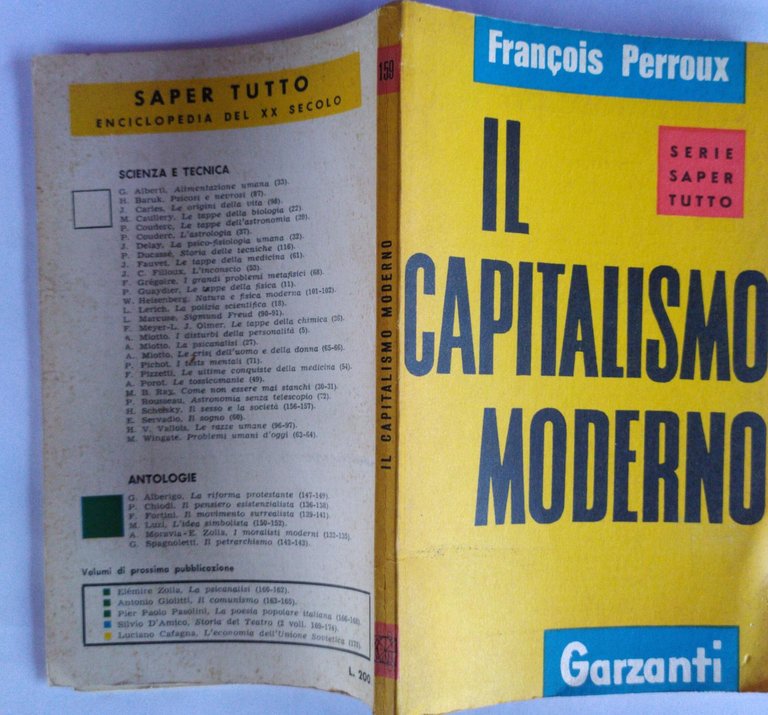 SAPER TUTTO
ENCICLOPEDIA DEL XX SECOLO
SCIENZA E TECNICA
G. Alberti, Alimentazione umana (23).
H. Baruk, Psicosi e nevrosi (87).
J. Carles, Le origini della vita (98).
M. Caullery, Le tappe della biologia (22).
P. Couderc, Le tappe dell'astronomia (29).
P. Couderc, L'astrologia (37).
J. Delay, La psico-fisiologia umana (32).
P. Ducassé, Storia delle tecniche (116).
J. Fauvet, Le tappe della medicina (61).
J. C. Filloux, L'inconscio (53).
F. Grégoire, I grandi problemi metafisici (68).
P. Guaydier, Le tappe della fisica (11).
W. Heisenberg, Natura e fisica moderna (101-102).
L. Lerich, La polizia scientifica (18).
L. Marcuse, Sigmund Freud (90-91).
F. Meyer-L. J. Olmer, Le tappe della chimica
A. Miotto, I disturbi della personalità (5).
A. Miotto, La psicanalisi (27).
A. Miotto, Le crisi dell'uomo e della donna (65-66).
P. Pichot, I tests mentali (71).
F. Pizzetti, Le ultime conquiste della medicina (54).
A. Porot, Le tossicomanie (49).
M. B. Ray, Come non essere mai stanchi (30-31).
P. Rousseau, Astronomia senza telescopio (72).
H. Schelsky, Il sesso e la società (156-157).
E. Servadio, Il sogno (60).
H. V. Vallois, Le razze umane (96-97).
M. Wingate, Problemi umani d'oggi (63-64).
ANTOLOGIE
G. Alberigo, La riforma protestante (147-149).
P. Chiodi, Il pensiero esistenzialista (136-138).
F. Fortini, Il movimento surrealista (139-141).
M. Luzi, L'idea simbolista (150-152).
A. Moravia-E. Zolla, I moralisti moderni (132-135).
G. Spagnoletti, Il petrarchismo (142-143).
Volumi di prossima pubblicazione
Elémire Zolla, La psicanalisi (160-162).
Antonio Giolitti, Il comunismo (163-165).
Pier Paolo Pasolini, La poesia popolare italiana (166-168).
Silvio D'Amico, Storia del Teatro (2 voll. 169-174).
Luciano Cafagna, L'economia dell'Unione Sovietica (175).
L. 200
159
IL CAPITALISMO MODERNO
François Perroux
IL
CAPITALISMO
MODERNO
SERIE
SAPER
TUTTO
Garzanti